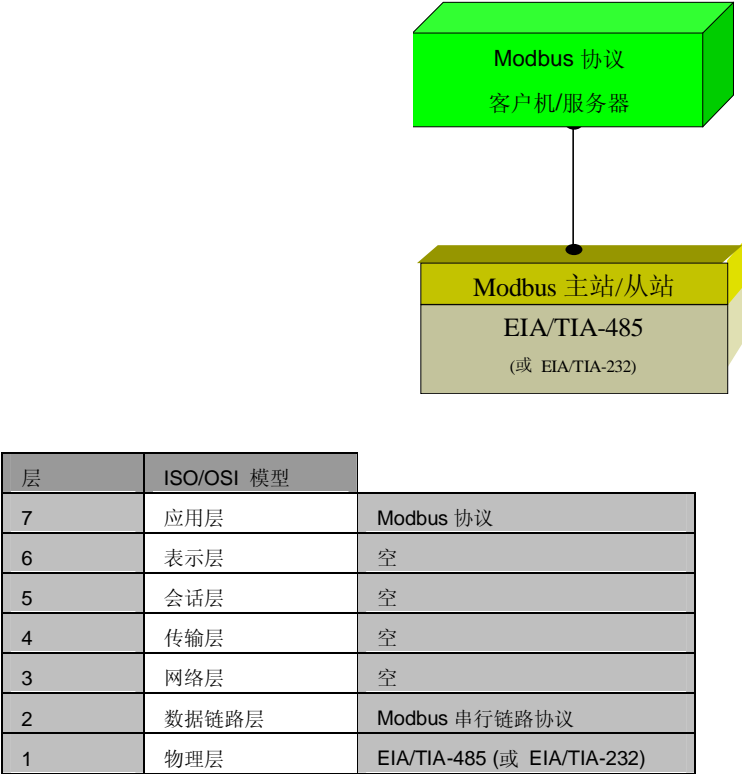 Modbus 协议
客户机/服务器
Modbus 主站/从站
EIA/TIA-485
(或 EIA/TIA-232)
层 ISO/OSI 模型
7 应用层 Modbus 协议
6 表示层 空
5 会话层 空
4 传输层 空
3 网络层 空
2 数据链路层 Modbus 串行链路协议
1 物理层 EIA/TIA-485 (或 EIA/TIA-232)